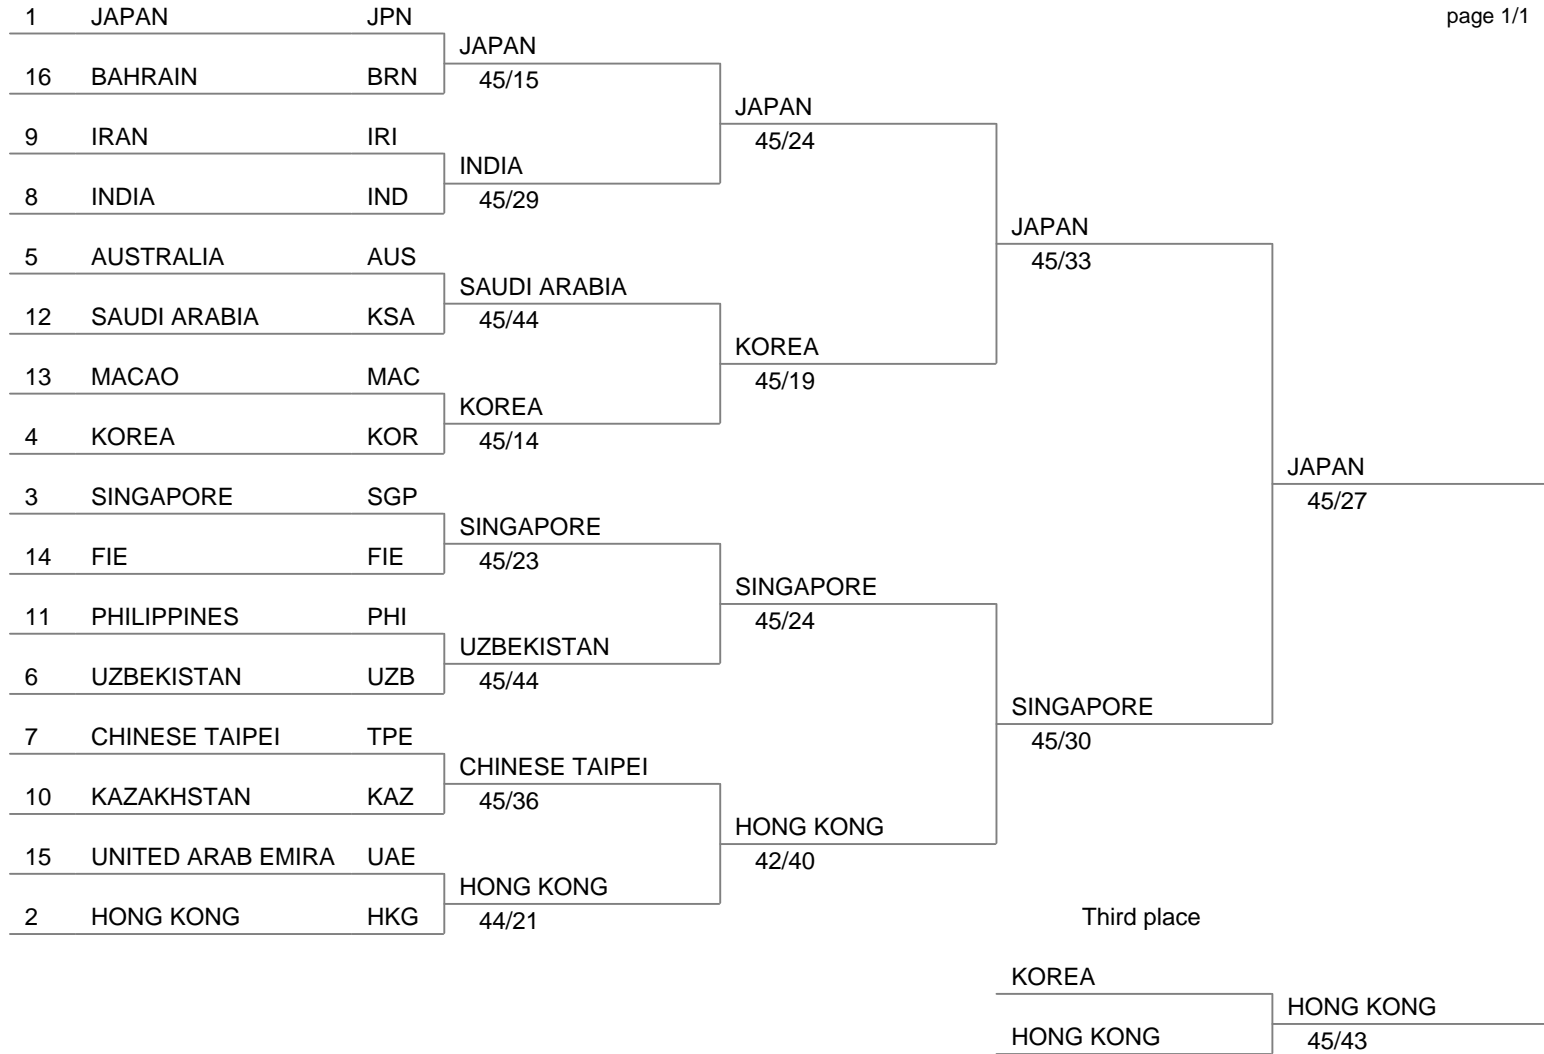 page 1/1
1 JAPAN JPN
16 BAHRAIN BRN
9 IRAN IRI
8 INDIA IND
5 AUSTRALIA AUS
12 SAUDI ARABIA KSA
13 MACAO MAC
4 KOREA KOR
3 SINGAPORE SGP
14 FIE FIE
11 PHILIPPINES PHI
6 UZBEKISTAN UZB
7 CHINESE TAIPEI TPE
10 KAZAKHSTAN KAZ
15 UNITED ARAB EMIRA UAE
2 HONG KONG HKG
JAPAN
45/15
INDIA
45/29
SAUDI ARABIA
45/44
KOREA
45/14
SINGAPORE
45/23
UZBEKISTAN
45/44
CHINESE TAIPEI
45/36
HONG KONG
44/21
JAPAN
45/24
KOREA
45/19
SINGAPORE
45/24
HONG KONG
42/40
JAPAN
45/33
SINGAPORE
45/30
JAPAN
45/27
Third place
KOREA
HONG KONG
HONG KONG
45/43